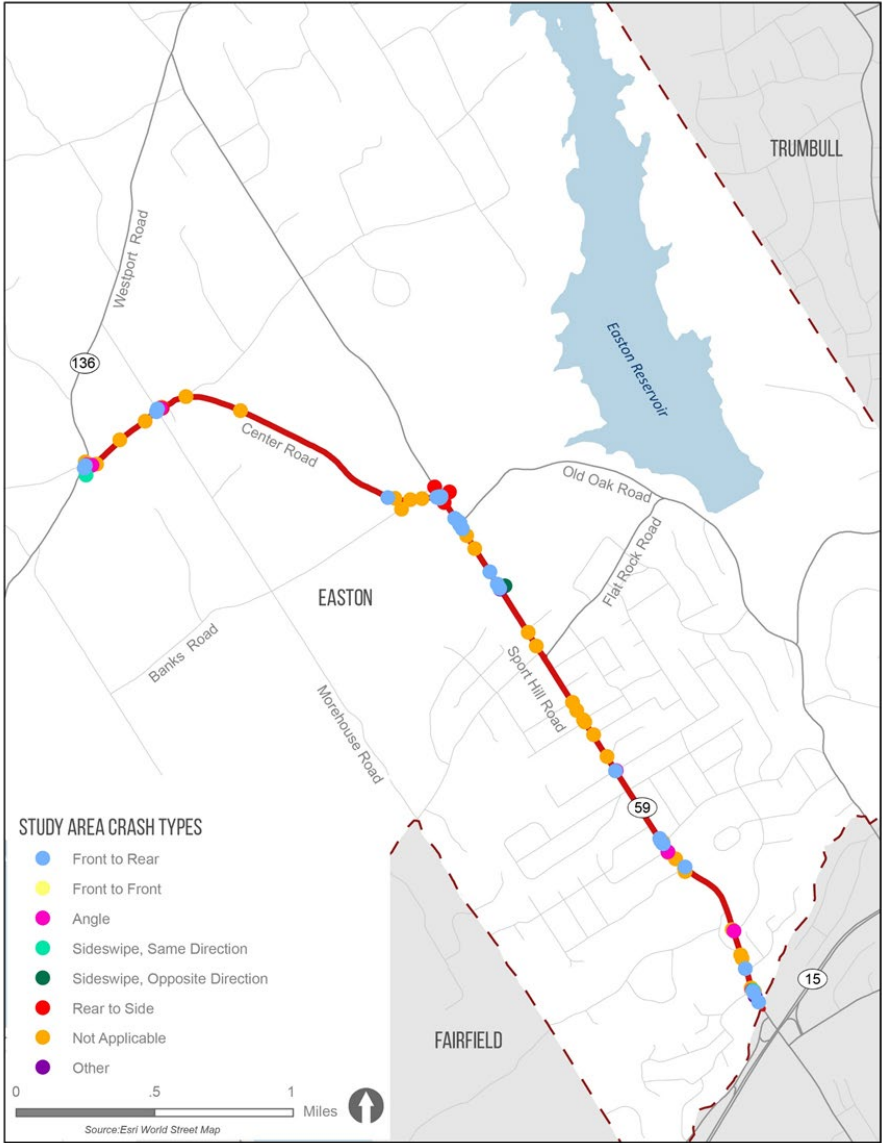 TRUMBULL
Westport Road
136
Easton Reservoir
Center Road
Old Oak Road
Flat Rock Road
EASTON
Banks Road
Sport Hill Road
Morehouse Road
59
STUDY AREA CRASH TYPES
Front to Rear
Front to Front
Angle
Sideswipe, Same Direction
Sideswipe, Opposite Direction
Rear to Side
Not Applicable
Other
15
FAIRFIELD
0 .5 1
Miles
Source:Esri World Street Map